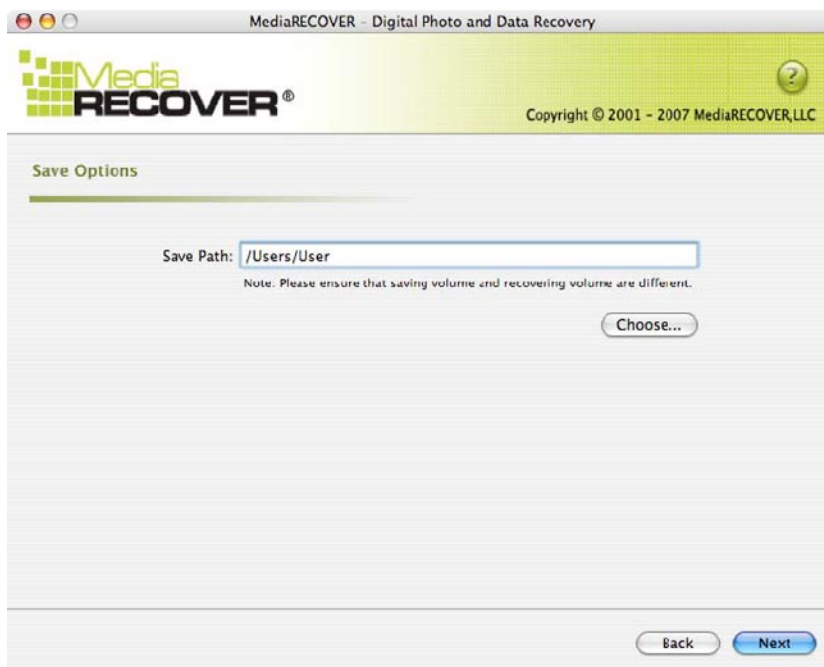 MediaRECOVER – Digital Photo and Data Recovery
Media
RECOVER®
?
Copyright © 2001 – 2007 MediaRECOVER,LLC
Save Options
Save Path: /Users/User
Note: Please ensure that saving volume and recovering volume are different.
Choose...
Back Next